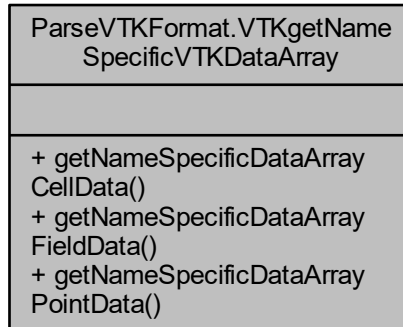 ParseVTKFormat.VTKgetName
SpecificVTKDataArray
+ getNameSpecificDataArray
CellData()
+ getNameSpecificDataArray
FieldData()
+ getNameSpecificDataArray
PointData()